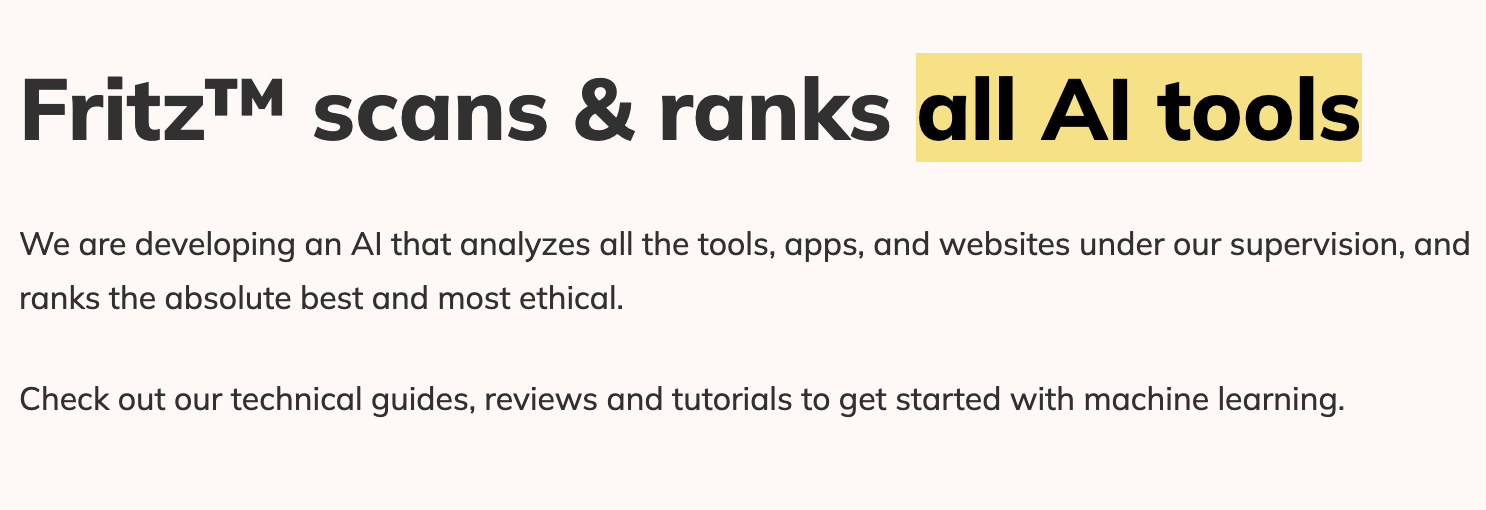 Fritz™ scans & ranks all AI tools
We are developing an AI that analyzes all the tools, apps, and websites under our supervision, and
ranks the absolute best and most ethical.
Check out our technical guides, reviews and tutorials to get started with machine learning.